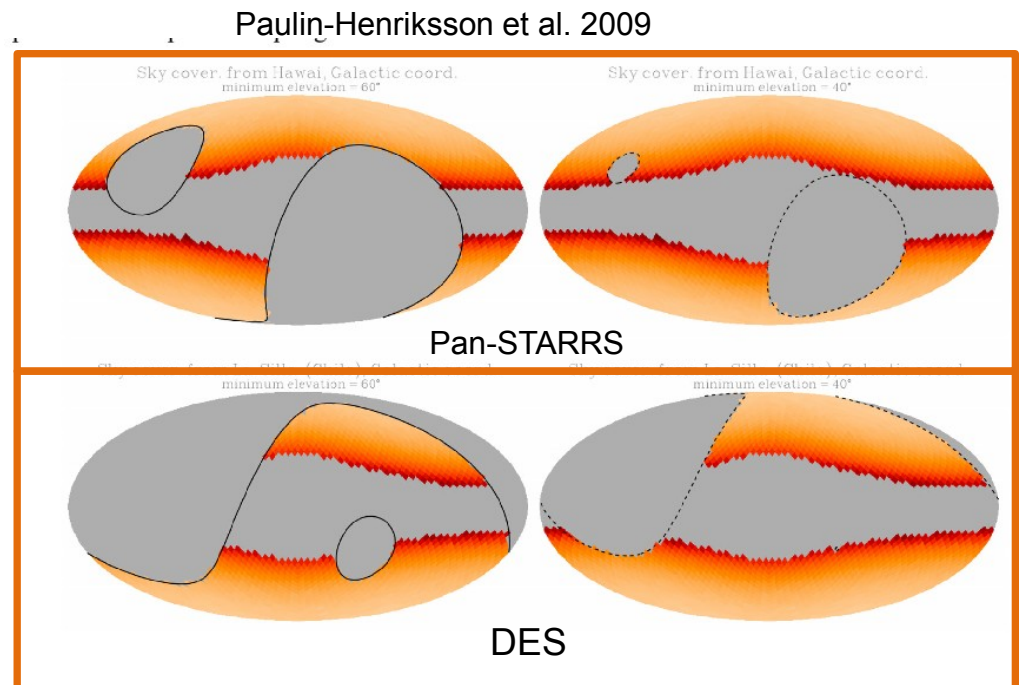 Paulin-Henriksson et al. 2009
Sky cover. from Hawai, Galactic coord.
minimum elevation = 60°
Sky cover. from Hawai, Galactic coord.
minimum elevation = 40°
Pan-STARRS
minimum elevation = 60°
minimum elevation = 40°
DES